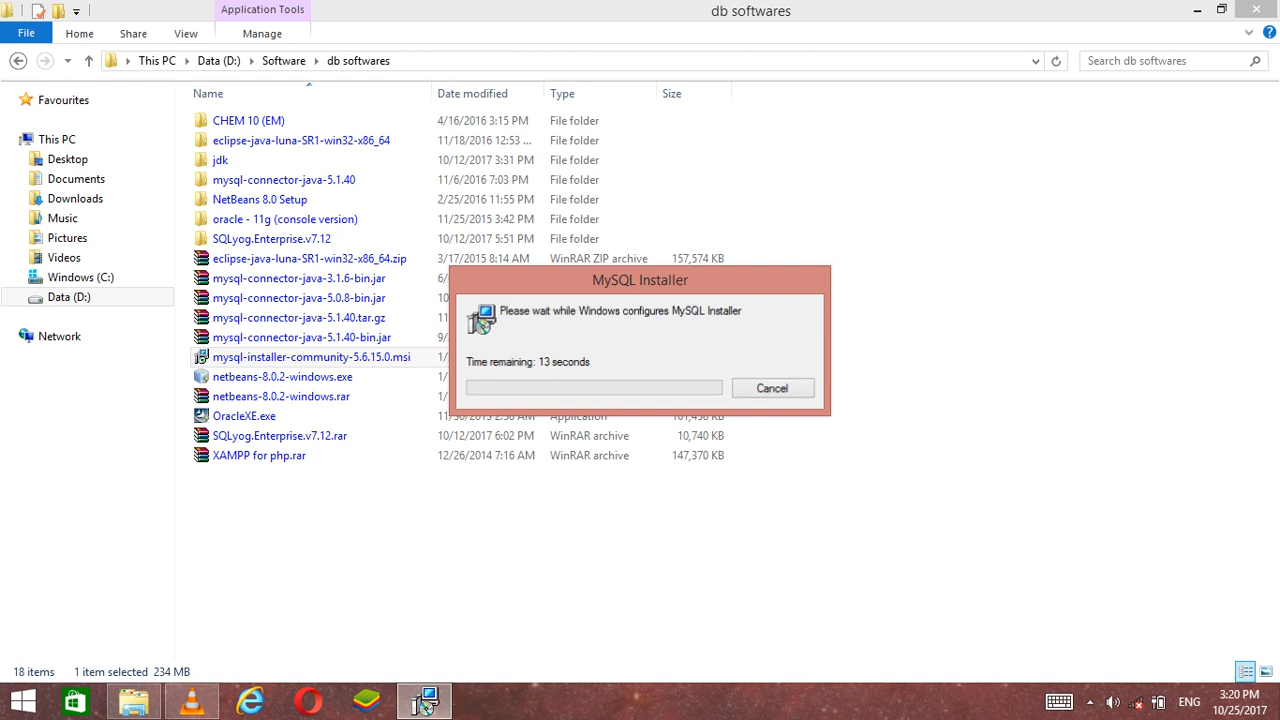 Application Tools
db softwares
File Home Share View Manage
This PC Data (D:) Software db softwares
Search db softwares
Favourites
This PC
Desktop
Documents
Downloads
Music
Pictures
Videos
Windows (C:)
Data (D:)
Network
Name Date modified Type Size
CHEM 10 (EM) 4/16/2016 3:15 PM File folder
eclipse-java-luna-SR1-win32-x86_64 11/18/2016 12:53 ... File folder
jdk 10/12/2017 3:31 PM File folder
mysql-connector-java-5.1.40 11/6/2016 7:03 PM File folder
NetBeans 8.0 Setup 2/25/2016 11:55 PM File folder
oracle - 11g (console version) 11/25/2015 3:42 PM File folder
SQLyog.Enterprise.v7.12 10/12/2017 5:51 PM File folder
eclipse-java-luna-SR1-win32-x86_64.zip 3/17/2015 8:14 AM WinRAR ZIP archive 157,574 KB
mysql-connector-java-3.1.6-bin.jar
mysql-connector-java-5.0.8-bin.jar
mysql-connector-java-5.1.40.tar.gz
mysql-connector-java-5.1.40-bin.jar
mysql-installer-community-5.6.15.0.msi
netbeans-8.0.2-windows.exe
netbeans-8.0.2-windows.rar
OracleXE.exe
SQLyog.Enterprise.v7.12.rar 10/12/2017 6:02 PM WinRAR archive 10,740 KB
XAMPP for php.rar 12/26/2014 7:16 AM WinRAR archive 147,370 KB
MySQL Installer
Please wait while Windows configures MySQL Installer
Time remaining: 13 seconds
Cancel
18 items 1 item selected 234 MB
ENG
3:20 PM
10/25/2017